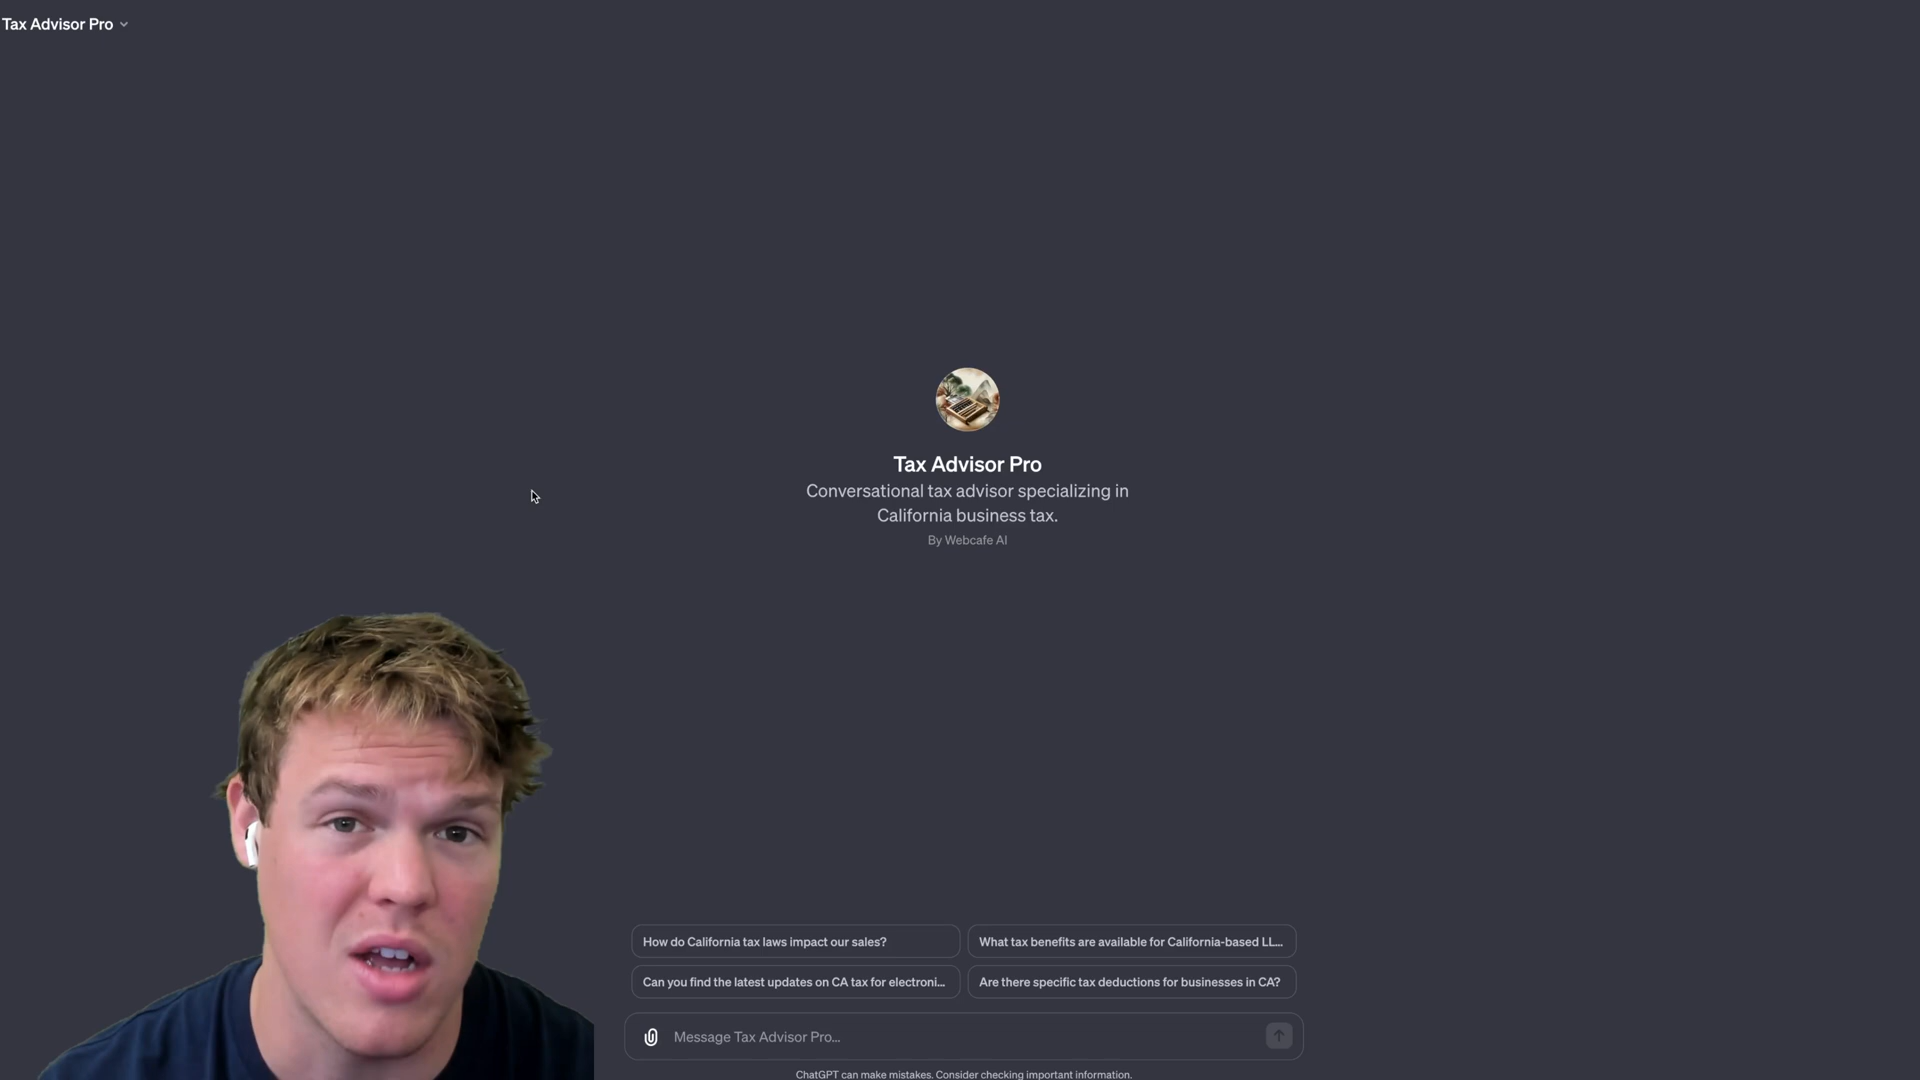 Tax Advisor Pro
Tax Advisor Pro
Conversational tax advisor specializing in
California business tax.
By Webcafe AI
How do California tax laws impact our sales?
What tax benefits are available for California-based LL...
Can you find the latest updates on CA tax for electroni...
Are there specific tax deductions for businesses in CA?
Message Tax Advisor Pro...
ChatGPT can make mistakes. Consider checking important information.